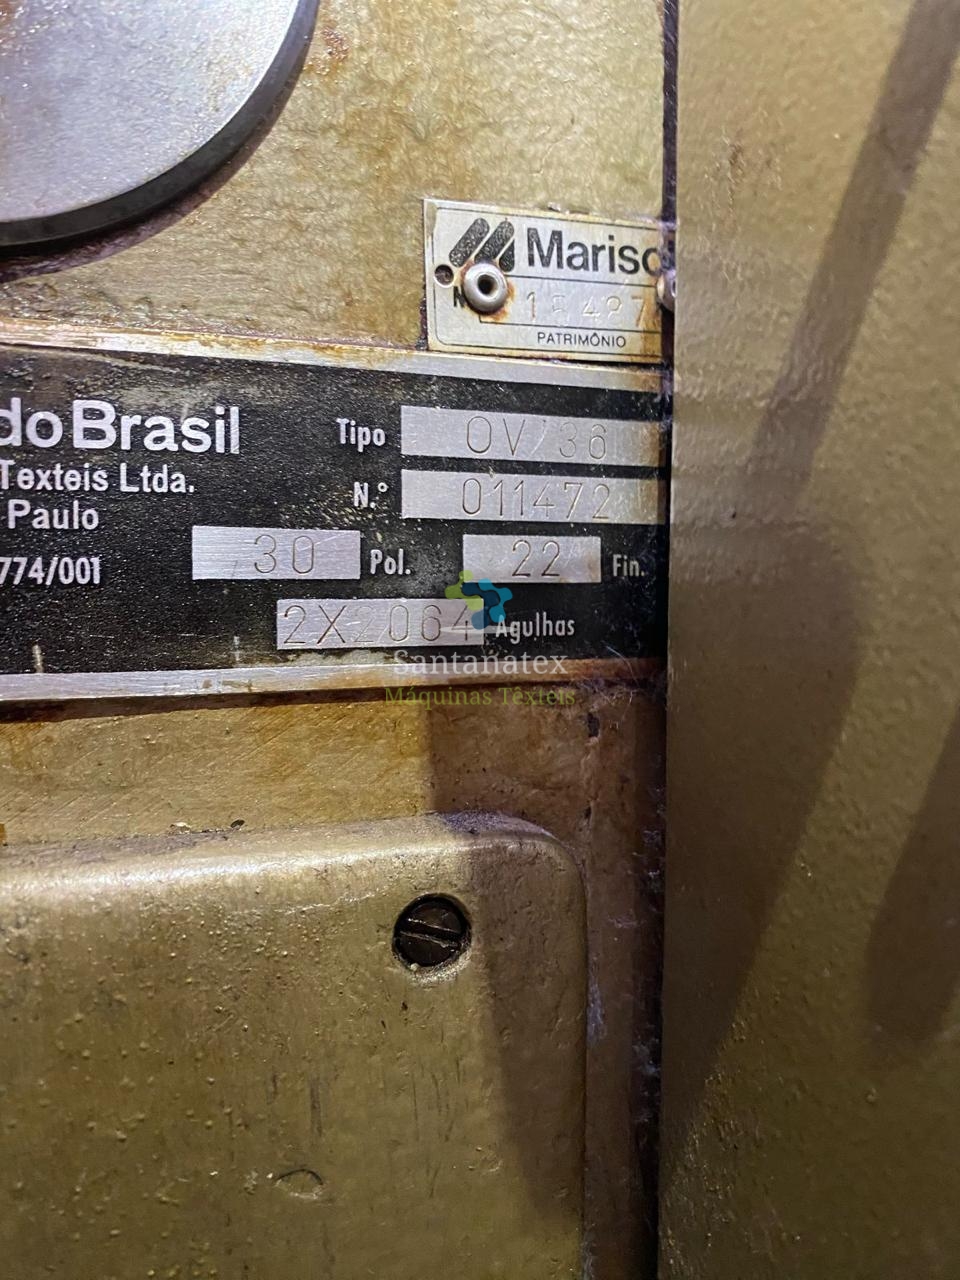 Mariso
PATRIMÔNIO
do Brasil
Texteis Ltda.
Paulo
774/001
Tipo OV/36
N.° 011472
30 Pol. 22 Fin.
2X2064 Agulhas
Santanatex
Máquinas Têxteis